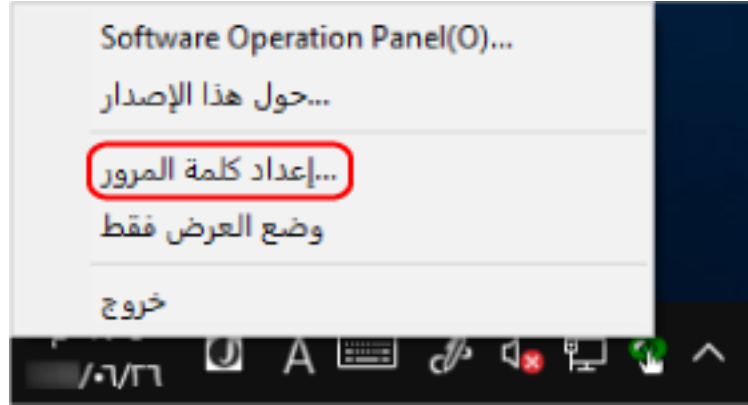 Software Operation Panel(O)...
حول هذا الإصدار...
إعداد كلمة المرور...
وضع العرض فقط
خروج
A
/٠٦/٢٦